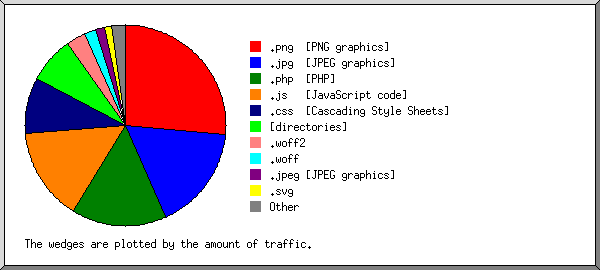 .png [PNG graphics]
.jpg [JPEG graphics]
.php [PHP]
.js [JavaScript code]
.css [Cascading Style Sheets]
[directories]
.woff2
.woff
.jpeg [JPEG graphics]
.svg
Other
The wedges are plotted by the amount of traffic.